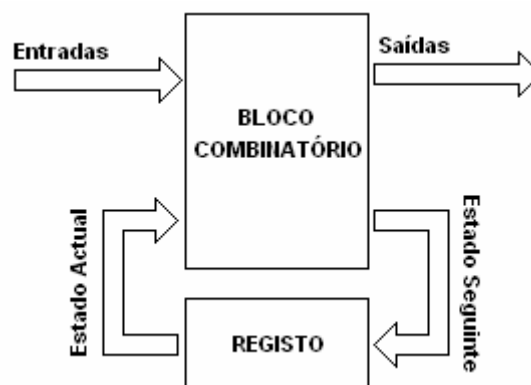 Entradas
Saídas
BLOCO
COMBINATÓRIO
Estado Actual
Estado Seguinte
REGISTO